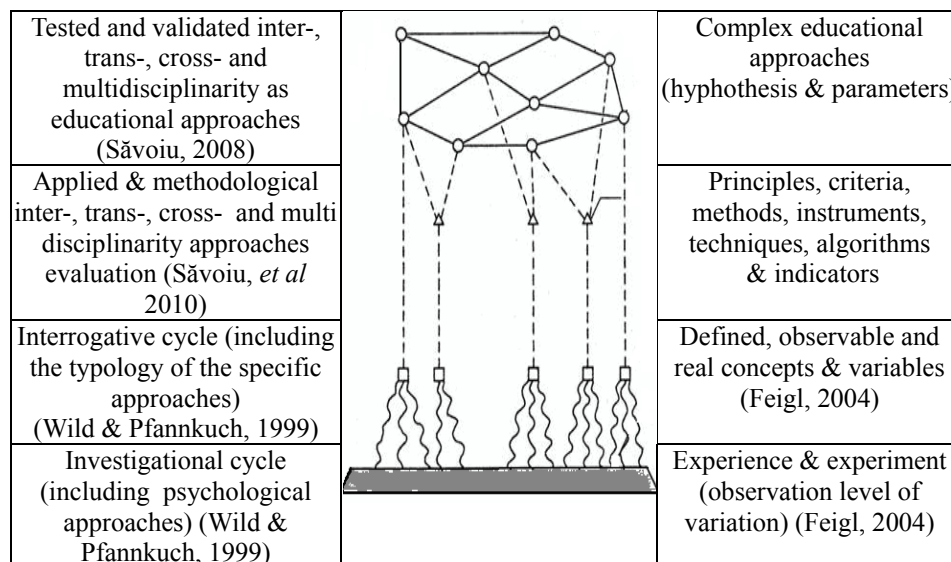 Tested and validated inter-,
trans-, cross- and
multidisciplinarity as
educational approaches
(Săvoiu, 2008)
Complex educational
approaches
(hyphothesis & parameters)
Applied & methodological
inter-, trans-, cross- and multi
disciplinarity approaches
evaluation (Săvoiu, et al
2010)
Principles, criteria,
methods, instruments,
techniques, algorithms
& indicators
Interrogative cycle (including
the typology of the specific
approaches)
(Wild & Pfannkuch, 1999)
Defined, observable and
real concepts & variables
(Feigl, 2004)
Investigational cycle
(including psychological
approaches) (Wild &
Pfannkuch, 1999)
Experience & experiment
(observation level of
variation) (Feigl, 2004)